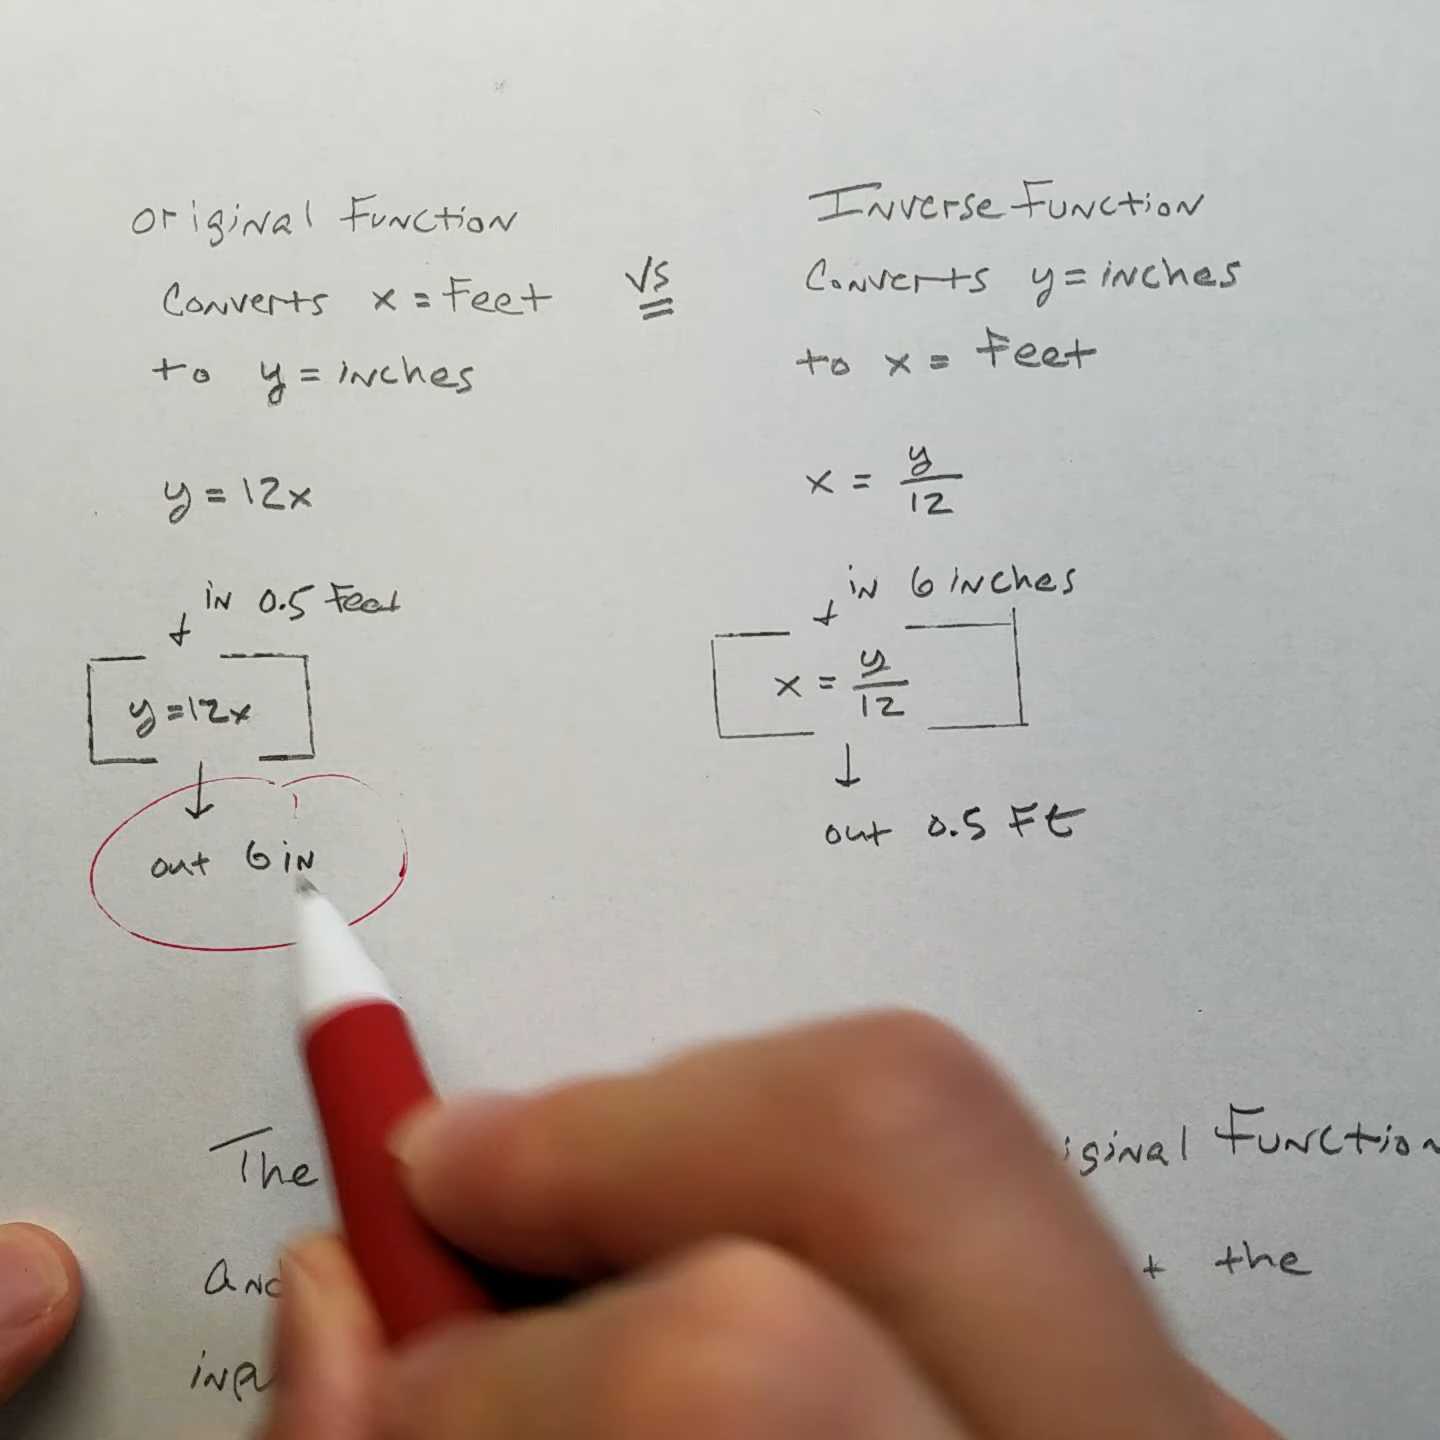 Original Function
Converts x = Feet
to y = inches
y = 12x
in 0.5 Feet
y = 12x
out 6 in
VS
Inverse Function
Converts y = inches
to x = Feet
x = y/12
in 6 inches
x = y/12
out 0.5 Ft
The iginal Function
and the